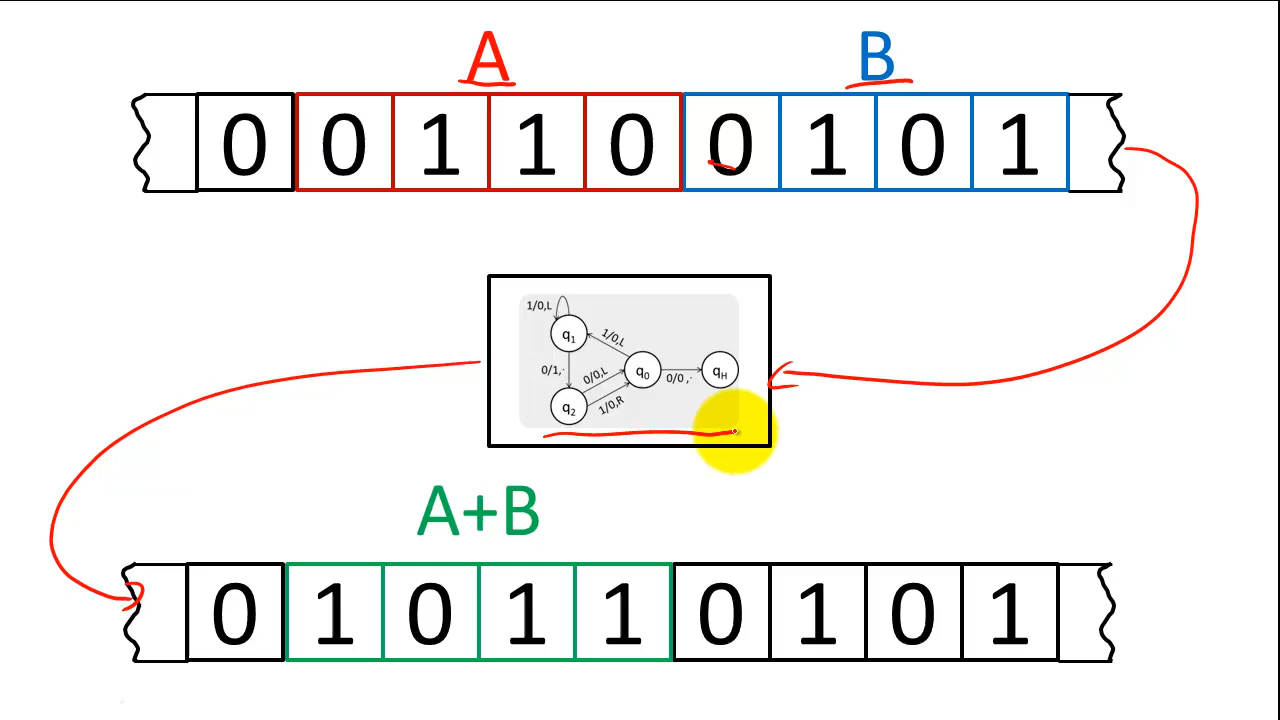 A B
0 0 1 1 0 0 1 0 1
1/0,L
q1 1/0,L
0/1,· 0/0,L q0 0/0 ,· qH
q2 1/0,R
A+B
0 1 0 1 1 0 1 0 1